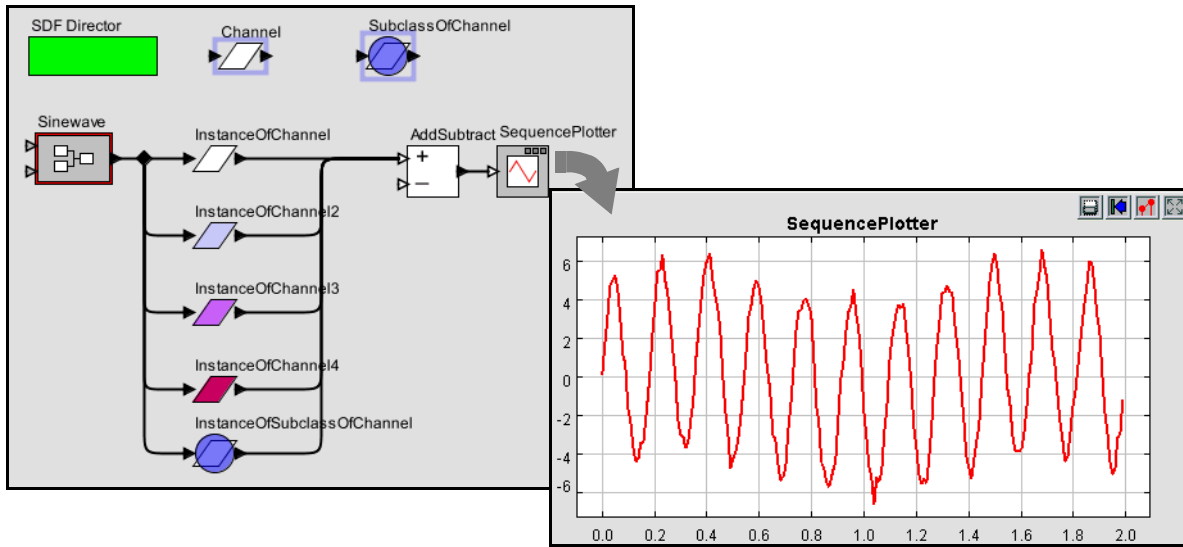 SDF Director
Channel
SubclassOfChannel
Sinewave
InstanceOfChannel
AddSubtract
SequencePlotter
+
−
InstanceOfChannel2
InstanceOfChannel3
InstanceOfChannel4
InstanceOfSubclassOfChannel
SequencePlotter
6
4
2
0
-2
-4
-6
0.0 0.2 0.4 0.6 0.8 1.0 1.2 1.4 1.6 1.8 2.0